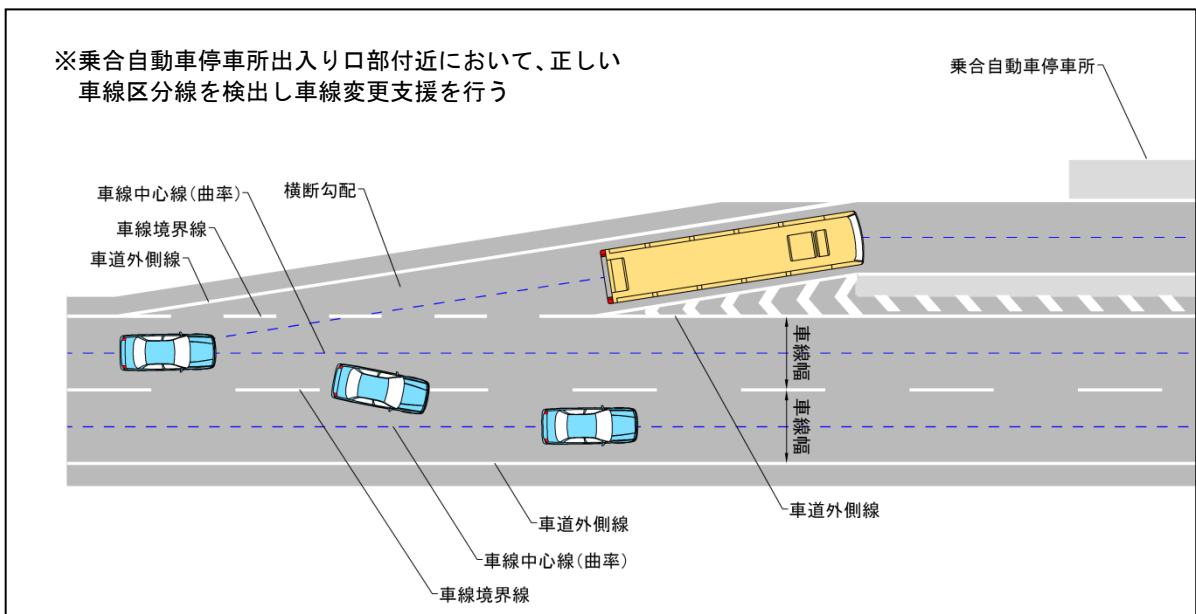 ※乗合自動車停車所出入り口部付近において、正しい
車線区分線を検出し車線変更支援を行う
乗合自動車停車所
車線中心線(曲率)
横断勾配
車線境界線
車道外側線
車線幅
車線幅
車道外側線
車道外側線
車線中心線(曲率)
車線境界線